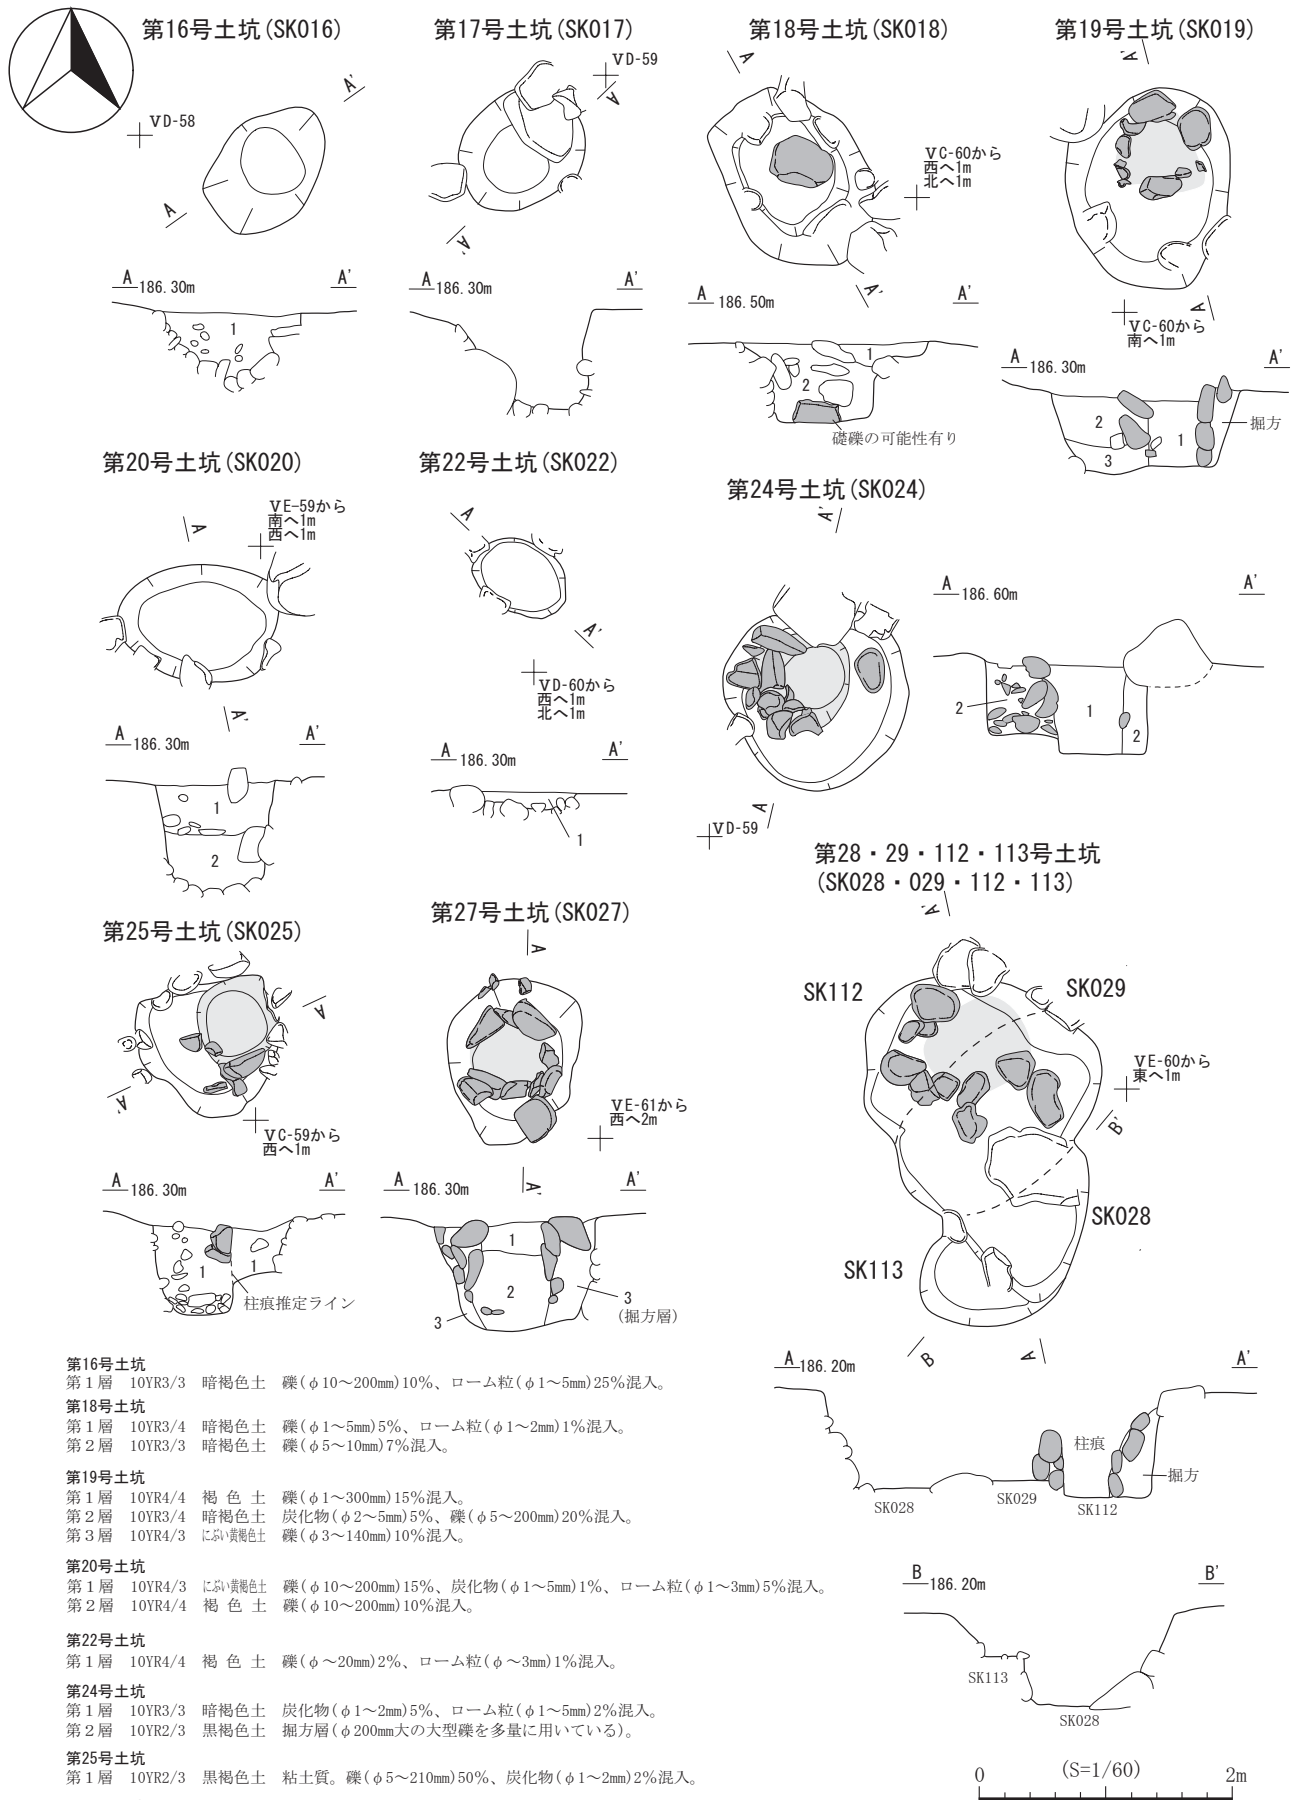 第16号土坑(SK016)
VD-58
A'
A
A 186.30m A'
1
第17号土坑(SK017)
VD-59
A
A'
A 186.30m A'
第18号土坑(SK018)
A
VC-60から
西へ1m
北へ1m
A'
A 186.50m A'
1
2
礎礫の可能性有り
第19号土坑(SK019)
A'
A
VC-60から
南へ1m
A 186.30m A'
2
1
3
掘方
第20号土坑(SK020)
VE-59から
南へ1m
西へ1m
A
A'
A 186.30m A'
1
2
第22号土坑(SK022)
A
A'
VD-60から
西へ1m
北へ1m
A 186.30m A'
1
第24号土坑(SK024)
A'
A
VD-59
A 186.60m A'
2
1
2
第25号土坑(SK025)
A
A'
VC-59から
西へ1m
A 186.30m A'
1
1
柱痕推定ライン
第27号土坑(SK027)
A
VE-61から
西へ2m
A'
A 186.30m A'
1
2
3
3
(掘方層)
第28・29・112・113号土坑
(SK028・029・112・113)
A'
SK112
SK029
VE-60から
東へ1m
B'
SK028
SK113
B
A
A 186.20m A'
柱痕
掘方
SK028
SK029
SK112
B 186.20m B'
SK113
SK028
第16号土坑
第1層 10YR3/3 暗褐色土 礫(φ10～200mm)10%、ローム粒(φ1～5mm)25%混入。
第18号土坑
第1層 10YR3/4 暗褐色土 礫(φ1～5mm)5%、ローム粒(φ1～2mm)1%混入。
第2層 10YR3/3 暗褐色土 礫(φ5～10mm)7%混入。
第19号土坑
第1層 10YR4/4 褐色土 礫(φ1～300mm)15%混入。
第2層 10YR3/4 暗褐色土 炭化物(φ2～5mm)5%、礫(φ5～200mm)20%混入。
第3層 10YR4/3 にぶい黄褐色土 礫(φ3～140mm)10%混入。
第20号土坑
第1層 10YR4/3 にぶい黄褐色土 礫(φ10～200mm)15%、炭化物(φ1～5mm)1%、ローム粒(φ1～3mm)5%混入。
第2層 10YR4/4 褐色土 礫(φ10～200mm)10%混入。
第22号土坑
第1層 10YR4/4 褐色土 礫(φ～20mm)2%、ローム粒(φ～3mm)1%混入。
第24号土坑
第1層 10YR3/3 暗褐色土 炭化物(φ1～2mm)5%、ローム粒(φ1～5mm)2%混入。
第2層 10YR2/3 黒褐色土 掘方層(φ200mm大の大型礫を多量に用いている)。
第25号土坑
第1層 10YR2/3 黒褐色土 粘土質。礫(φ5～210mm)50%、炭化物(φ1～2mm)2%混入。
0 (S=1/60) 2m